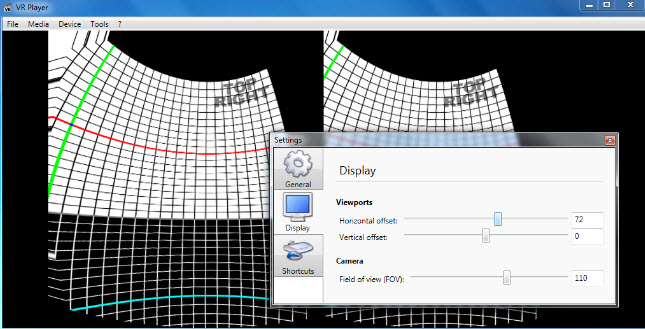 VR Player
File Media Device Tools ?
TOP
RIGHT
TOP
RIGHT
Settings
General
Display
Shortcuts
Display
Viewports
Horizontal offset: 72
Vertical offset: 0
Camera
Field of view (FOV): 110